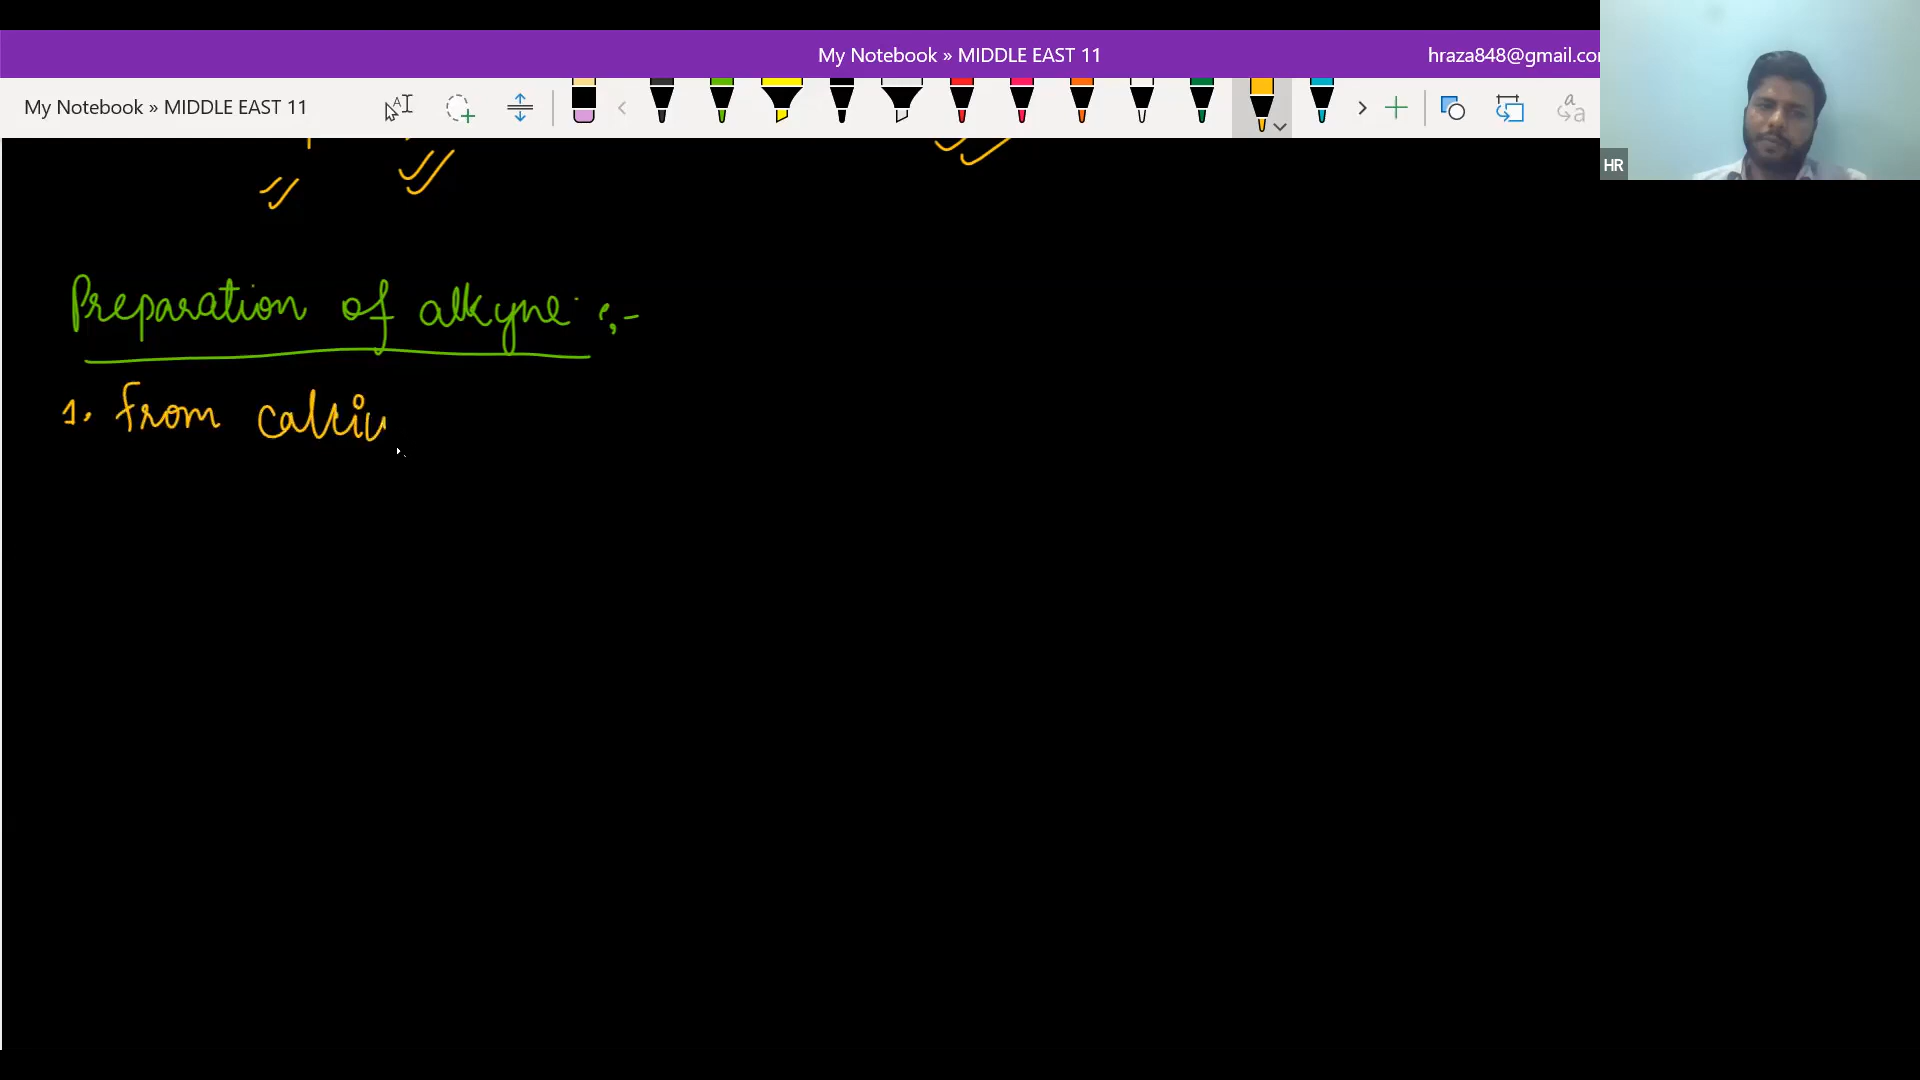 My Notebook » MIDDLE EAST 11
hraza848@gmail.co
My Notebook » MIDDLE EAST 11
HR
Preparation of alkyne :-
1. From calciu